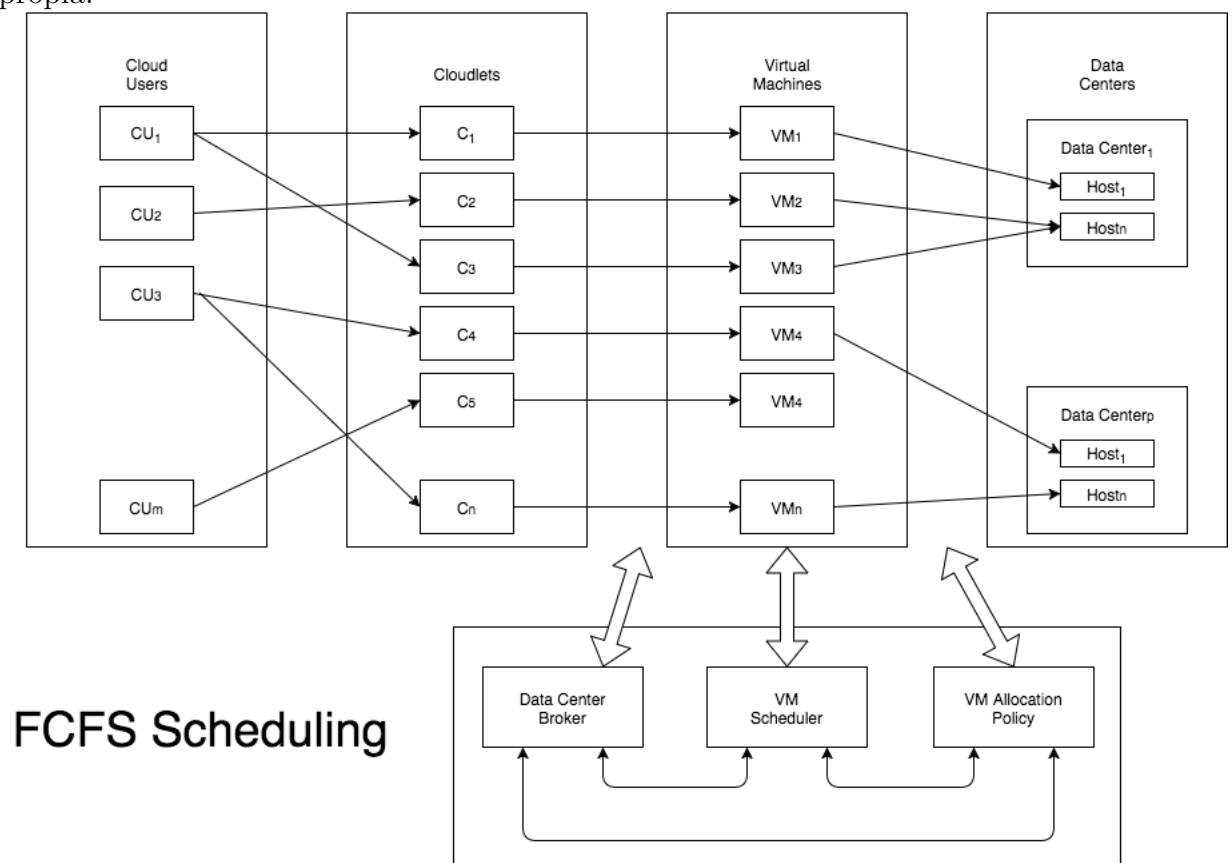 propia.
Cloud
Users
CU₁
CU₂
CU₃
CUₘ
Cloudlets
C₁
C₂
C₃
C₄
C₅
Cₙ
Virtual
Machines
VM₁
VM₂
VM₃
VM₄
VM₄
VMₙ
Data
Centers
Data Center₁
Host₁
Hostₙ
Data Centerₚ
Host₁
Hostₙ
FCFS Scheduling
Data Center
Broker
VM
Scheduler
VM Allocation
Policy